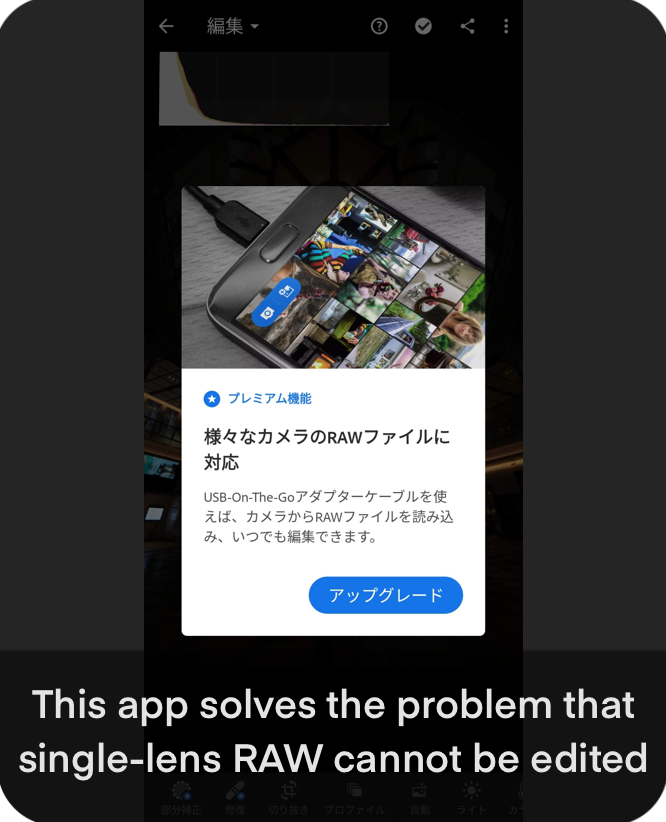 編集
プレミアム機能
様々なカメラのRAWファイルに
対応
USB-On-The-Goアダプターケーブルを使
えば、カメラからRAWファイルを読み込
み、いつでも編集できます。
アップグレード
This app solves the problem that
single-lens RAW cannot be edited
部分補正 修復 切り抜き プロファイル 自動 ライト カ